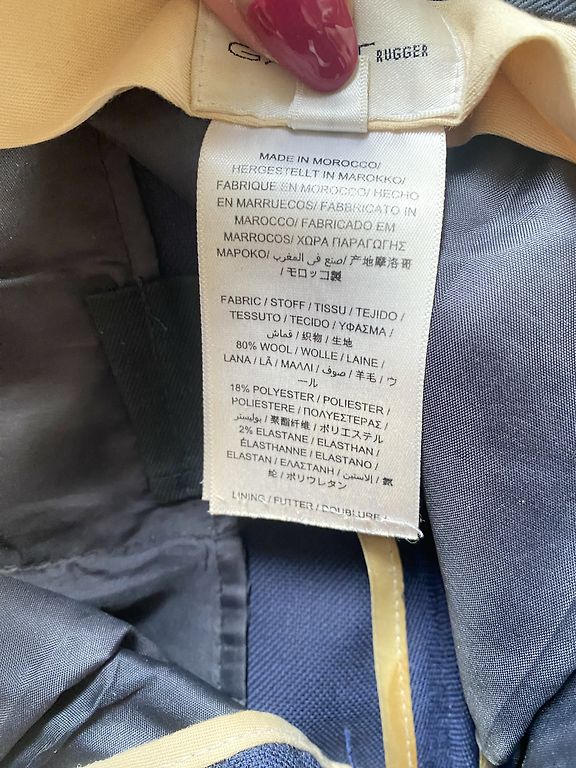 RUGGER
MADE IN MOROCCO/
HERGESTELLT IN MAROKKO/
FABRIQUE EN MOROCCO/ HECHO
EN MARRUECOS/ FABBRICATO IN
MAROCCO/ FABRICADO EM
MARROCOS/ ΧΩΡΑ ΠΑΡΑΓΩΓΗΣ
ΜΑΡΟΚΟ/ صنع في المغرب/ 产地摩洛哥
/ モロッコ製
FABRIC / STOFF / TISSU / TEJIDO /
TESSUTO / TECIDO / ΥΦΑΣΜΑ /
قماش / 织物 / 生地
80% WOOL / WOLLE / LAINE /
LANA / LÃ / ΜΑΛΛΙ / صوف / 羊毛 / ウ
ール
18% POLYESTER / POLIESTER /
POLIESTERE / ΠΟΛΥΕΣΤΕΡΑΣ /
بوليستر / 聚酯纤维 / ポリエステル
2% ELASTANE / ELASTHAN /
ÉLASTHANNE / ELASTANO /
ELASTAN / ΕΛΑΣΤΑΝΗ / الاستين / 氨
纶 / ポリウレタン
LINING / FUTTER / DOUBLURE /